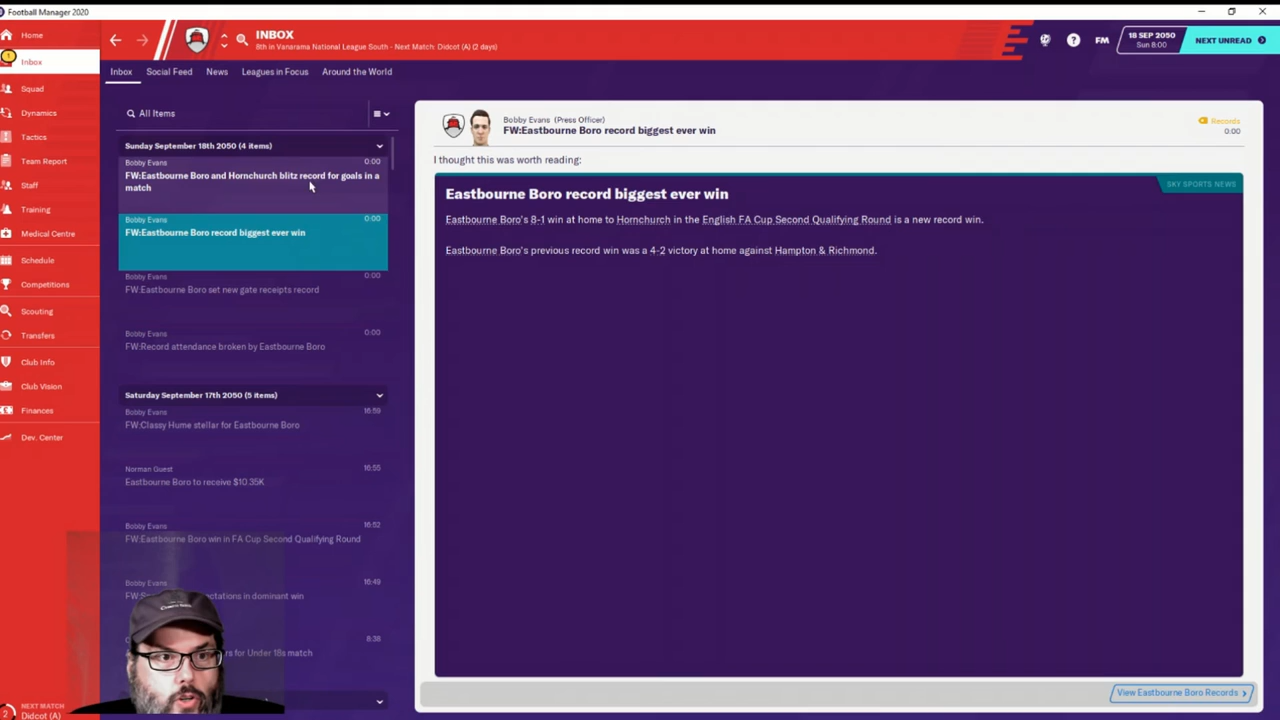 Football Manager 2020
Home
Inbox
Squad
Dynamics
Tactics
Team Report
Staff
Training
Medical Centre
Schedule
Competitions
Scouting
Transfers
Club Info
Club Vision
Finances
Dev. Center
2
NEXT MATCH
Didcot (A)
INBOX
8th in Vanarama National League South - Next Match: Didcot (A) (2 days)
?
FM
18 SEP 2050
Sun 8:00
NEXT UNREAD
Inbox
Social Feed
News
Leagues in Focus
Around the World
All Items
Sunday September 18th 2050 (4 items)
Bobby Evans 0:00
FW:Eastbourne Boro and Hornchurch blitz record for goals in a
match
Bobby Evans 0:00
FW:Eastbourne Boro record biggest ever win
Bobby Evans 0:00
FW:Eastbourne Boro set new gate receipts record
Bobby Evans 0:00
FW:Record attendance broken by Eastbourne Boro
Saturday September 17th 2050 (5 items)
Bobby Evans 16:59
FW:Classy Hume stellar for Eastbourne Boro
Norman Guest 16:55
Eastbourne Boro to receive $10.35K
Bobby Evans 16:52
FW:Eastbourne Boro win in FA Cup Second Qualifying Round
Bobby Evans 16:49
in dominant win
8:38
for Under 18s match
Bobby Evans (Press Officer)
FW:Eastbourne Boro record biggest ever win
Records
0.00
I thought this was worth reading:
SKY SPORTS NEWS
Eastbourne Boro record biggest ever win
Eastbourne Boro's 8-1 win at home to Hornchurch in the English FA Cup Second Qualifying Round is a new record win.
Eastbourne Boro's previous record win was a 4-2 victory at home against Hampton & Richmond.
View Eastbourne Boro Records